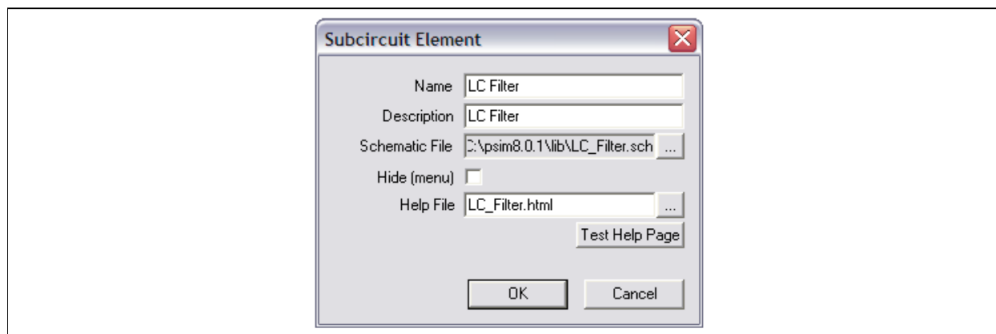 Subcircuit Element
Name LC Filter
Description LC Filter
Schematic File C:\psim8.0.1\lib\LC_Filter.sch ...
Hide (menu)
Help File LC_Filter.html ...
Test Help Page
OK Cancel